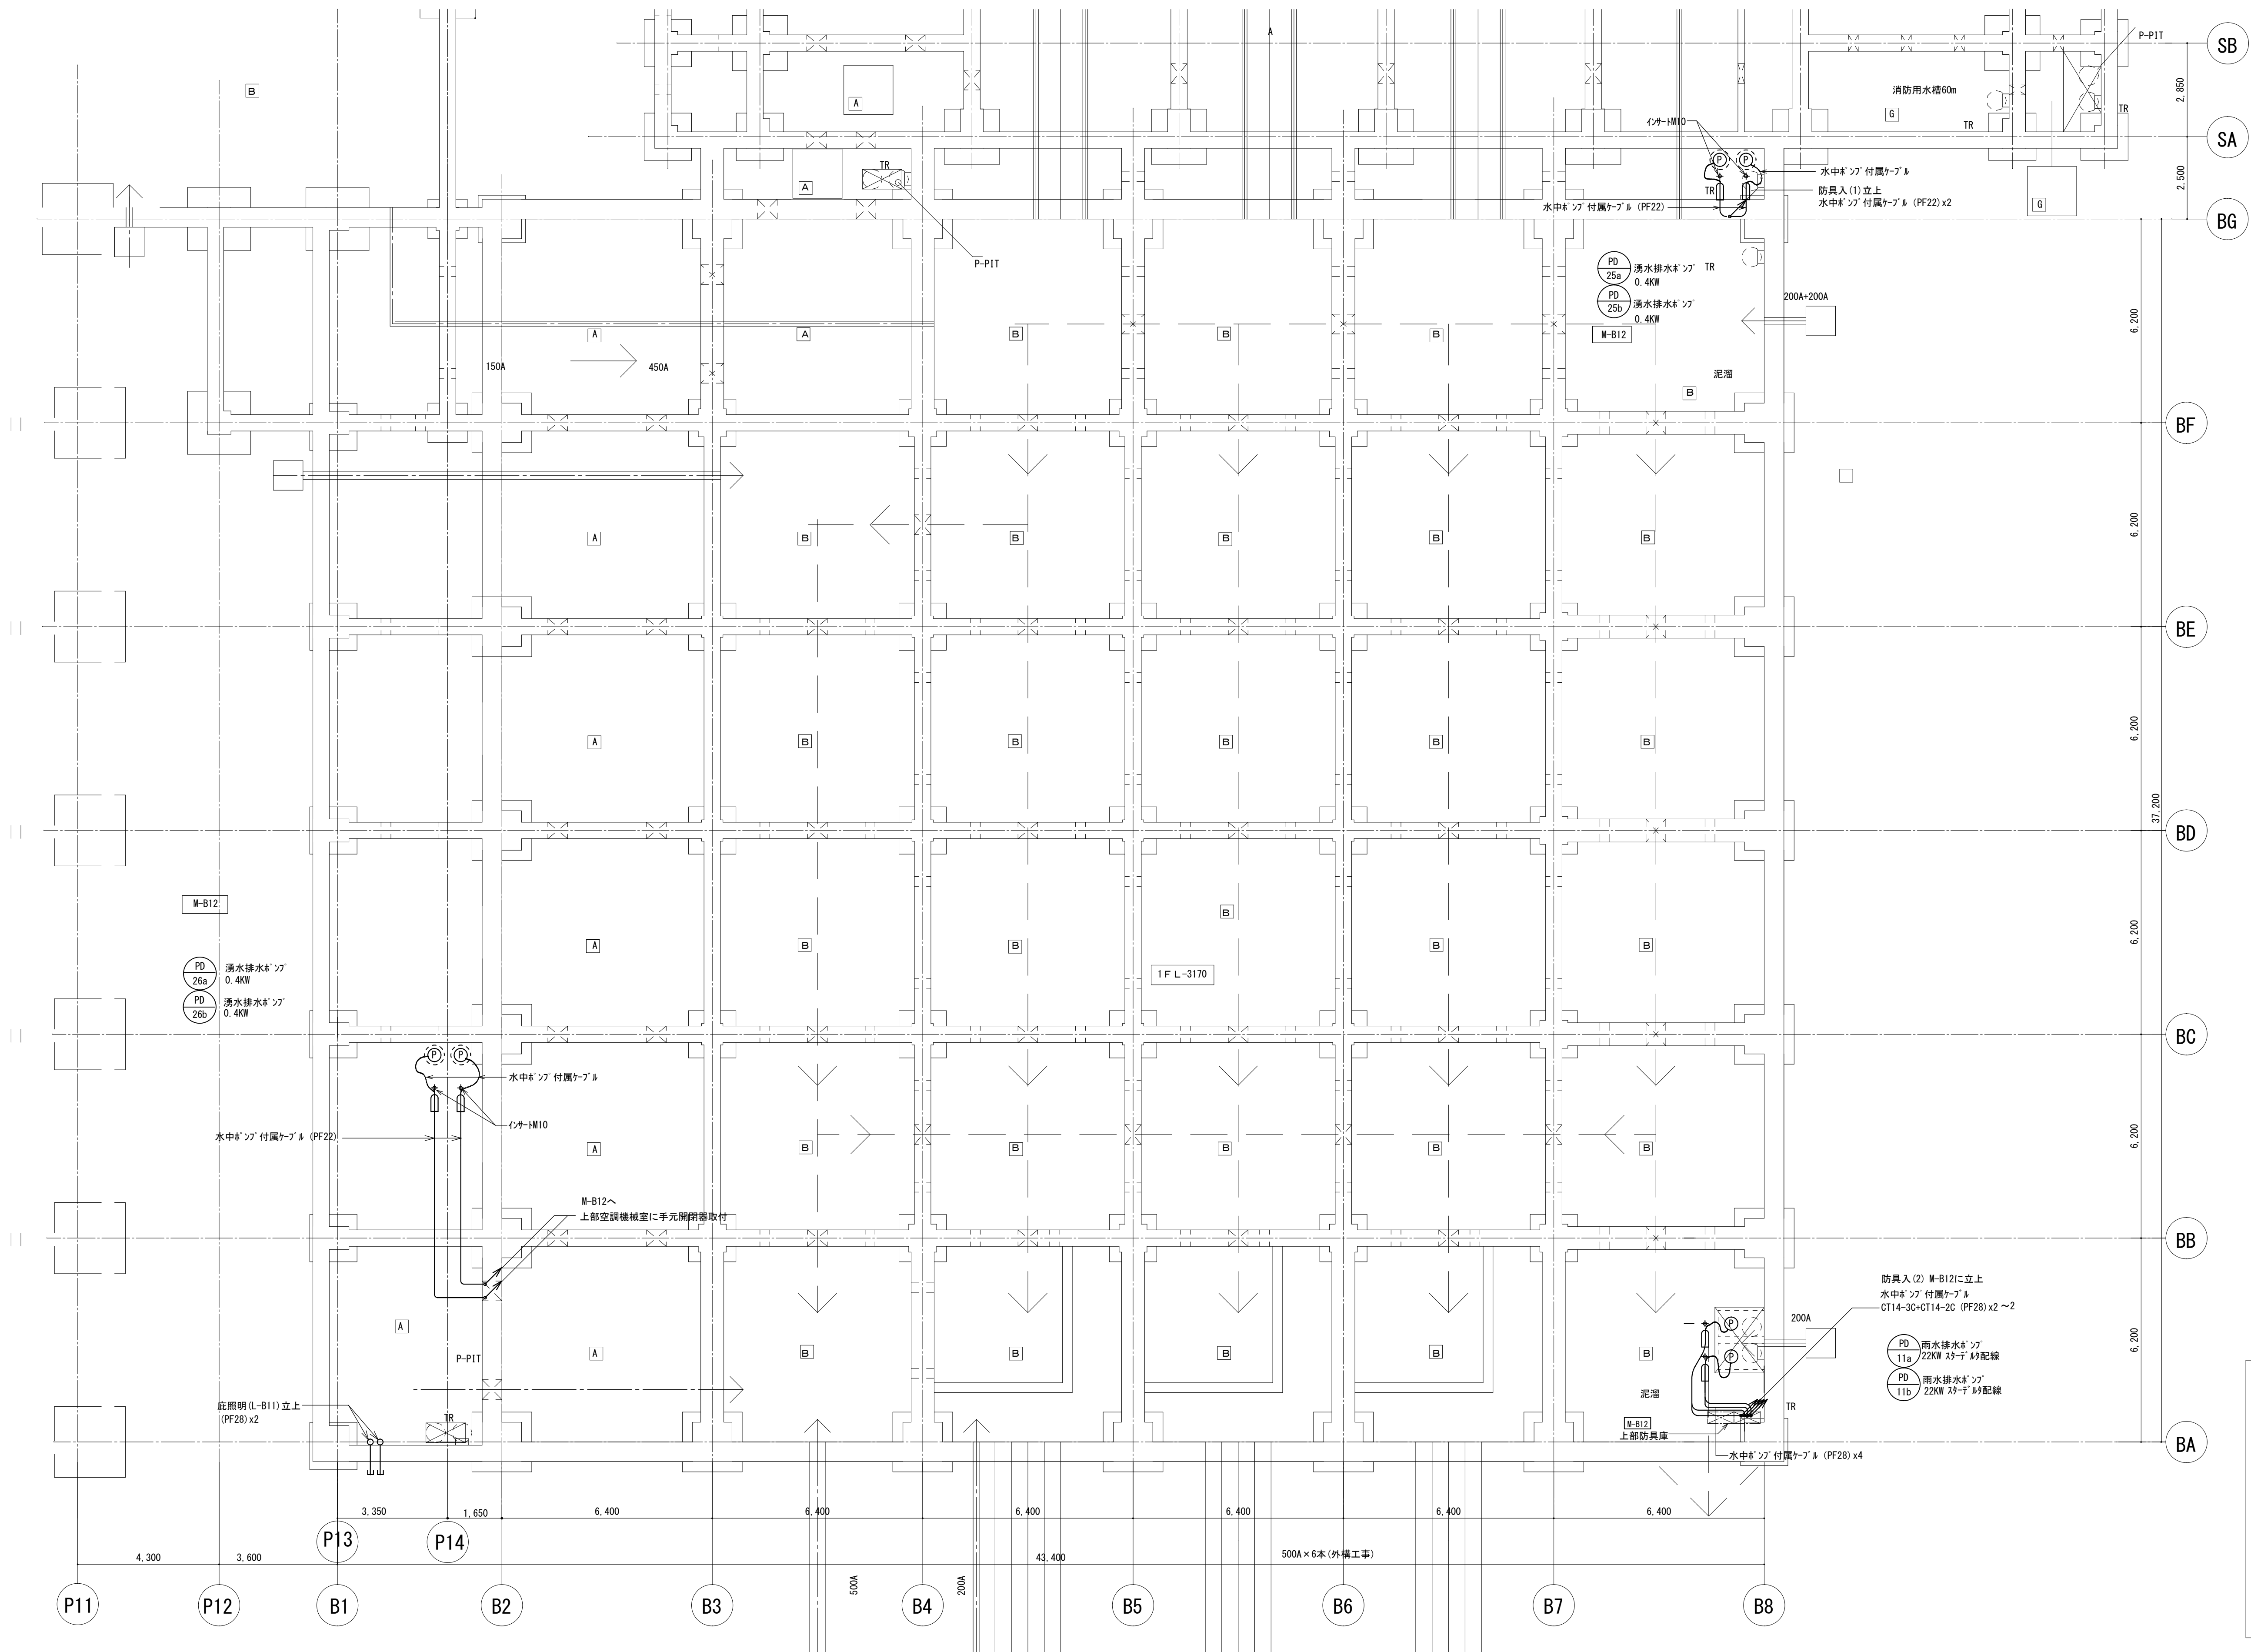 A
P-PIT
SB
B
A
消防用水槽60m
2,850
G
TR
TR
SA
インサートM10
P
P
TR
A
水中ポンプ付属ケーブル
TR
防具入(1)立上
水中ポンプ付属ケーブル (PF22)x2
水中ポンプ付属ケーブル (PF22)
2,500
G
BG
P-PIT
PD
25a
湧水排水ポンプ
0.4KW
TR
PD
25b
湧水排水ポンプ
0.4KW
M-B12
200A+200A
6,200
A
A
B
B
B
150A
450A
泥溜
B
BF
A
B
B
B
B
B
6,200
BE
A
B
B
B
B
B
6,200
37,200
BD
M-B12
B
A
B
B
B
B
6,200
1FL-3170
PD
26a
湧水排水ポンプ
0.4KW
PD
26b
湧水排水ポンプ
0.4KW
BC
P
P
水中ポンプ付属ケーブル
インサートM10
水中ポンプ付属ケーブル (PF22)
A
B
B
B
B
B
6,200
M-B12へ
上部空調機械室に手元開閉器取付
BB
防具入(2) M-B12に立上
水中ポンプ付属ケーブル
CT14-3C+CT14-2C (PF28)x2 ～2
200A
P
P
A
P-PIT
A
B
B
B
B
B
PD
11a
雨水排水ポンプ
22KW スターデルタ配線
PD
11b
雨水排水ポンプ
22KW スターデルタ配線
6,200
泥溜
庇照明(L-B11)立上
(PF28)x2
TR
TR
M-B12
上部防具庫
BA
水中ポンプ付属ケーブル (PF28)x4
3,350
1,650
6,400
6,400
6,400
6,400
6,400
6,400
P13
P14
4,300
3,600
43,400
500A×6本(外構工事)
500A
200A
P11
P12
B1
B2
B3
B4
B5
B6
B7
B8